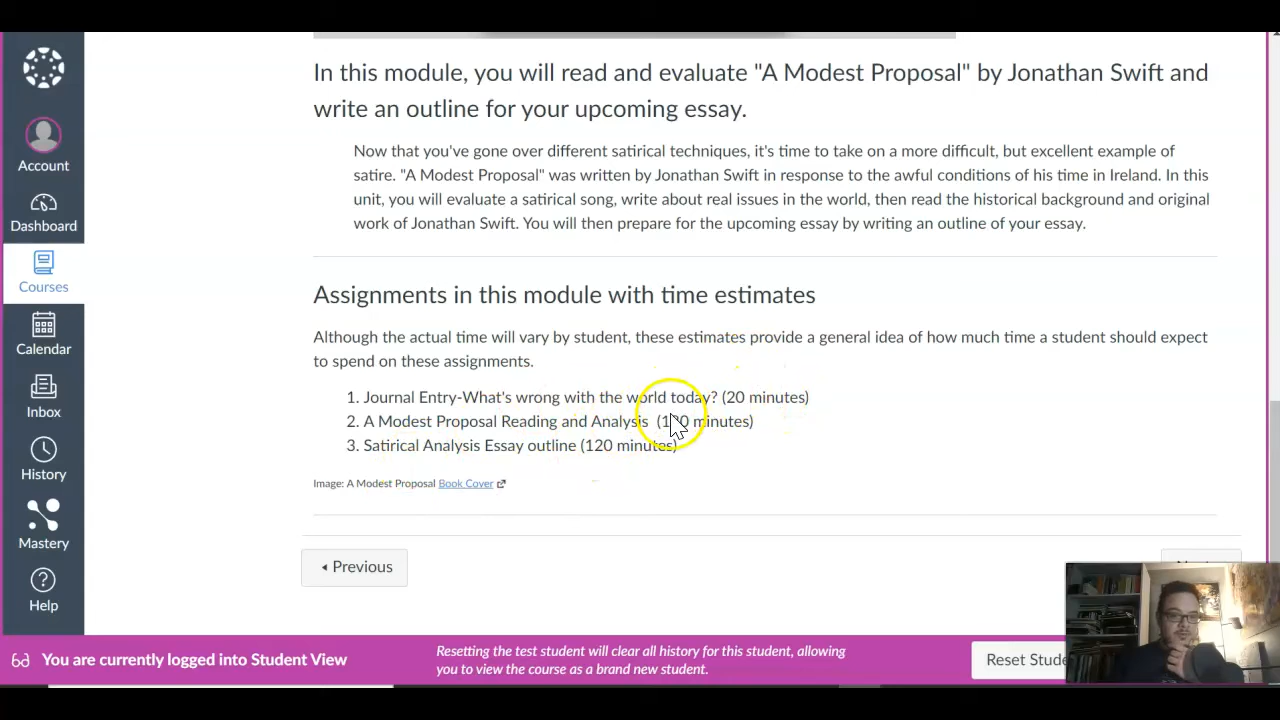 In this module, you will read and evaluate "A Modest Proposal" by Jonathan Swift and
write an outline for your upcoming essay.
Now that you've gone over different satirical techniques, it's time to take on a more difficult, but excellent example of
satire. "A Modest Proposal" was written by Jonathan Swift in response to the awful conditions of his time in Ireland. In this
unit, you will evaluate a satirical song, write about real issues in the world, then read the historical background and original
work of Jonathan Swift. You will then prepare for the upcoming essay by writing an outline of your essay.
Assignments in this module with time estimates
Although the actual time will vary by student, these estimates provide a general idea of how much time a student should expect
to spend on these assignments.
1. Journal Entry-What's wrong with the world today? (20 minutes)
2. A Modest Proposal Reading and Analysis minutes)
3. Satirical Analysis Essay outline (120 minutes)
Image: A Modest Proposal Book Cover
Previous
Account
Dashboard
Courses
Calendar
Inbox
History
Mastery
Help
You are currently logged into Student View
Resetting the test student will clear all history for this student, allowing
you to view the course as a brand new student.
Reset